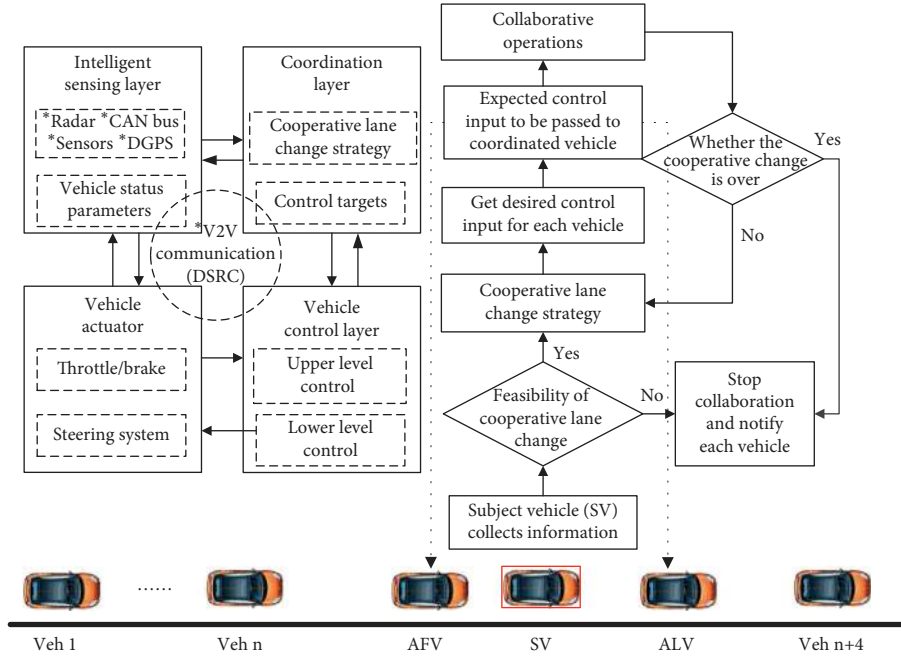 Intelligent
sensing layer
*Radar *CAN bus
*Sensors *DGPS
Vehicle status
parameters
Coordination
layer
Cooperative lane
change strategy
Control targets
*V2V
communication
(DSRC)
Vehicle
actuator
Throttle/brake
Steering system
Vehicle
control layer
Upper level
control
Lower level
control
Collaborative
operations
Expected control
input to be passed to
coordinated vehicle
Get desired control
input for each vehicle
Cooperative lane
change strategy
Yes
Feasibility of
cooperative lane
change
No
Subject vehicle (SV)
collects information
Whether the
cooperative change
is over
Yes
No
Stop
collaboration
and notify
each vehicle
......
Veh 1
Veh n
AFV
SV
ALV
Veh n+4